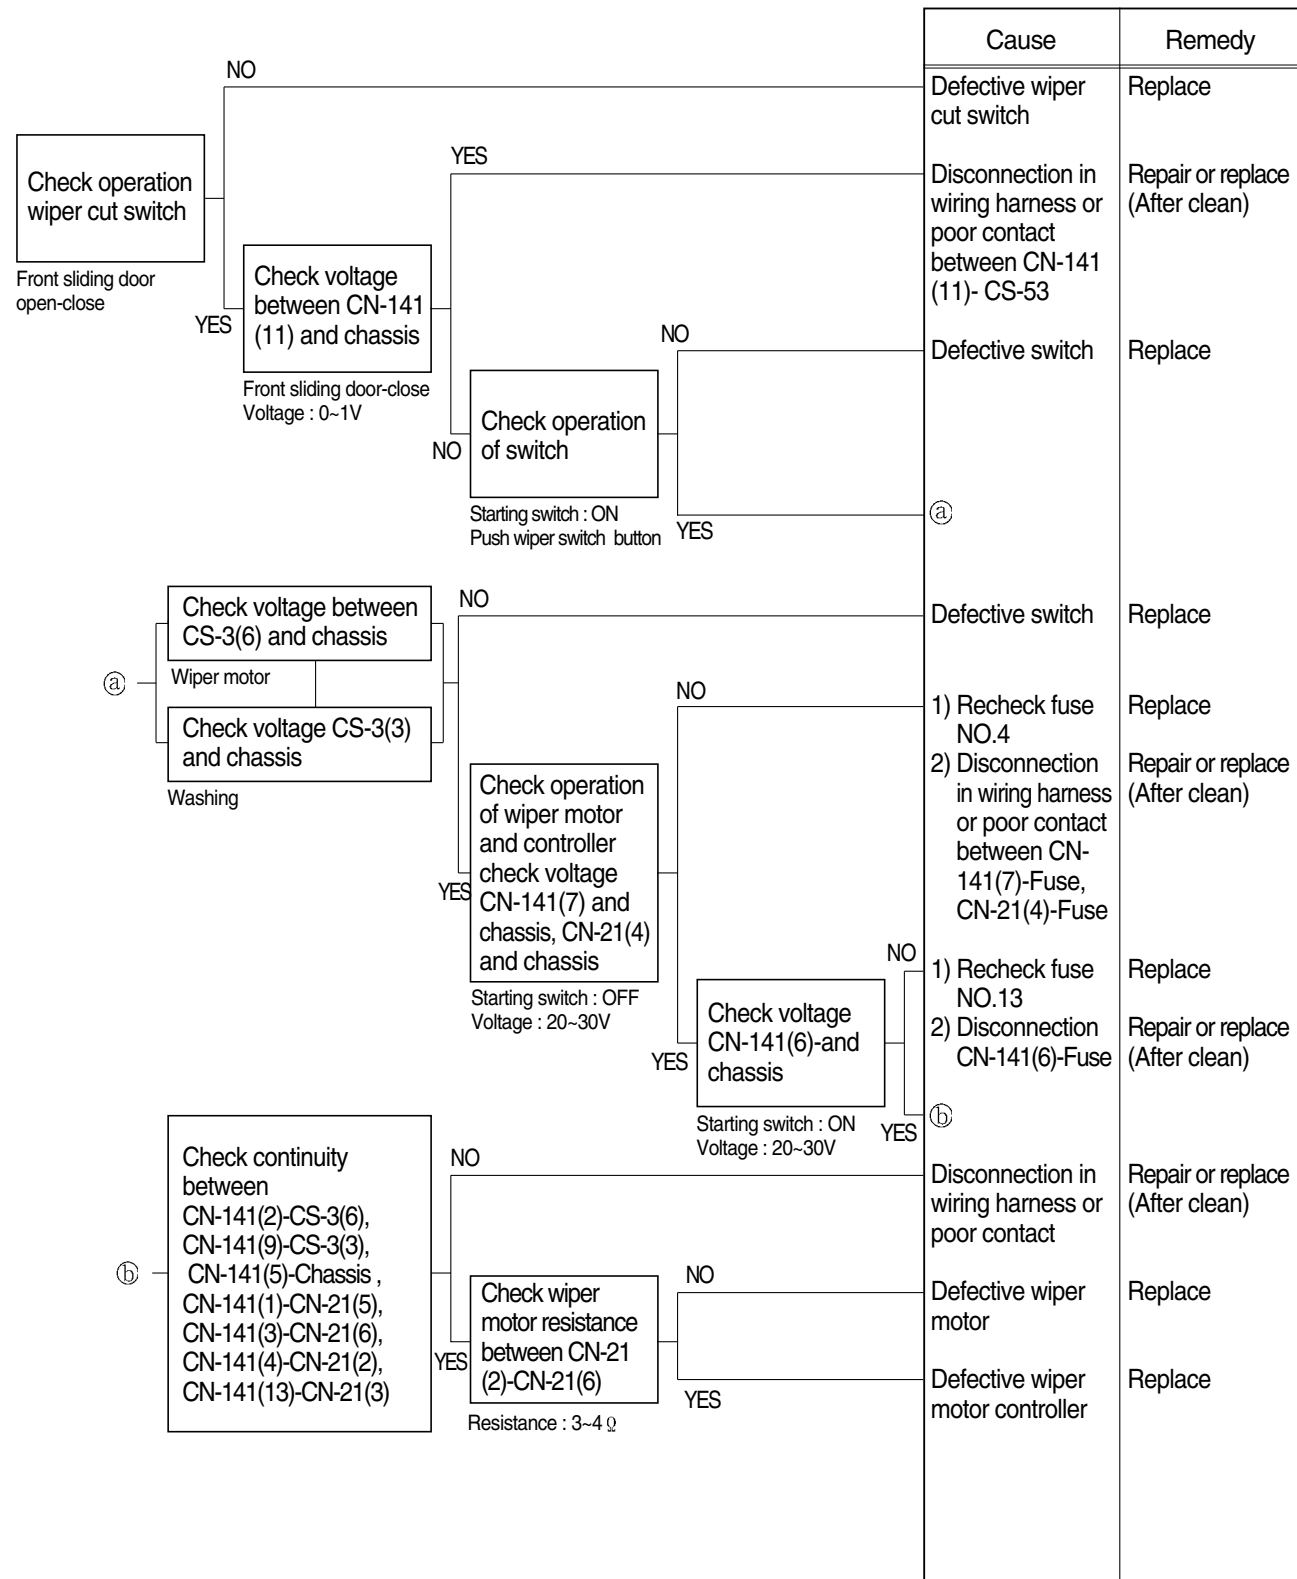 Cause
Remedy
NO
Defective wiper
cut switch
Replace
Check operation
wiper cut switch
Front sliding door
open-close
YES
Disconnection in
wiring harness or
poor contact
between CN-141
(11)- CS-53
Repair or replace
(After clean)
YES
Check voltage
between CN-141
(11) and chassis
Front sliding door-close
Voltage : 0~1V
NO
Defective switch
Replace
NO
Check operation
of switch
Starting switch : ON
Push wiper switch button
YES
ⓐ
ⓐ
Check voltage between
CS-3(6) and chassis
Wiper motor
Check voltage CS-3(3)
and chassis
Washing
NO
Defective switch
Replace
YES
Check operation
of wiper motor
and controller
check voltage
CN-141(7) and
chassis, CN-21(4)
and chassis
Starting switch : OFF
Voltage : 20~30V
NO
1) Recheck fuse
NO.4
Replace
2) Disconnection
in wiring harness
or poor contact
between CN-
141(7)-Fuse,
CN-21(4)-Fuse
Repair or replace
(After clean)
YES
Check voltage
CN-141(6)-and
chassis
Starting switch : ON
Voltage : 20~30V
NO
1) Recheck fuse
NO.13
Replace
2) Disconnection
CN-141(6)-Fuse
Repair or replace
(After clean)
YES
ⓑ
ⓑ
Check continuity
between
CN-141(2)-CS-3(6),
CN-141(9)-CS-3(3),
CN-141(5)-Chassis ,
CN-141(1)-CN-21(5),
CN-141(3)-CN-21(6),
CN-141(4)-CN-21(2),
CN-141(13)-CN-21(3)
NO
Disconnection in
wiring harness or
poor contact
Repair or replace
(After clean)
YES
Check wiper
motor resistance
between CN-21
(2)-CN-21(6)
Resistance : 3~4 Ω
NO
Defective wiper
motor
Replace
YES
Defective wiper
motor controller
Replace